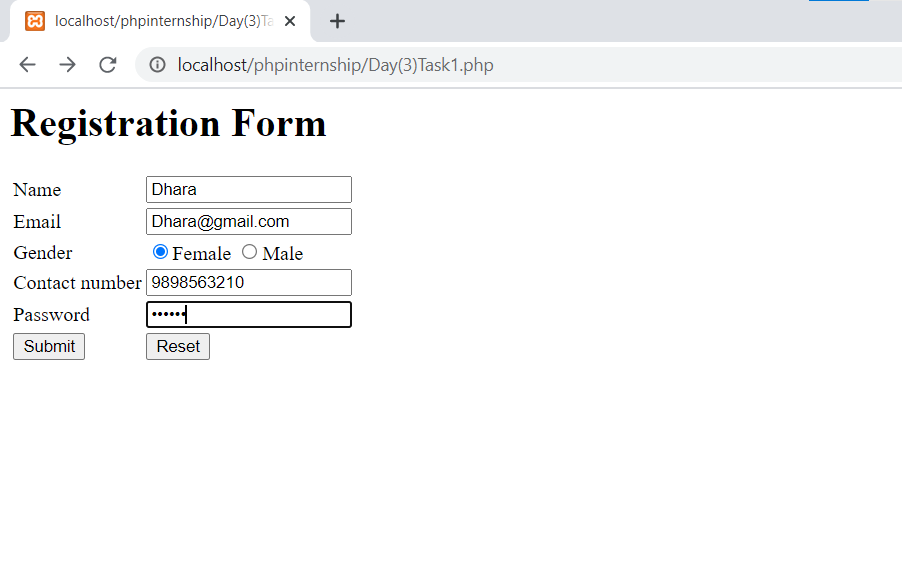 localhost/phpinternship/Day(3)Ta
localhost/phpinternship/Day(3)Task1.php
Registration Form
Name Dhara
Email Dhara@gmail.com
Gender Female Male
Contact number 9898563210
Password ••••••
Submit Reset